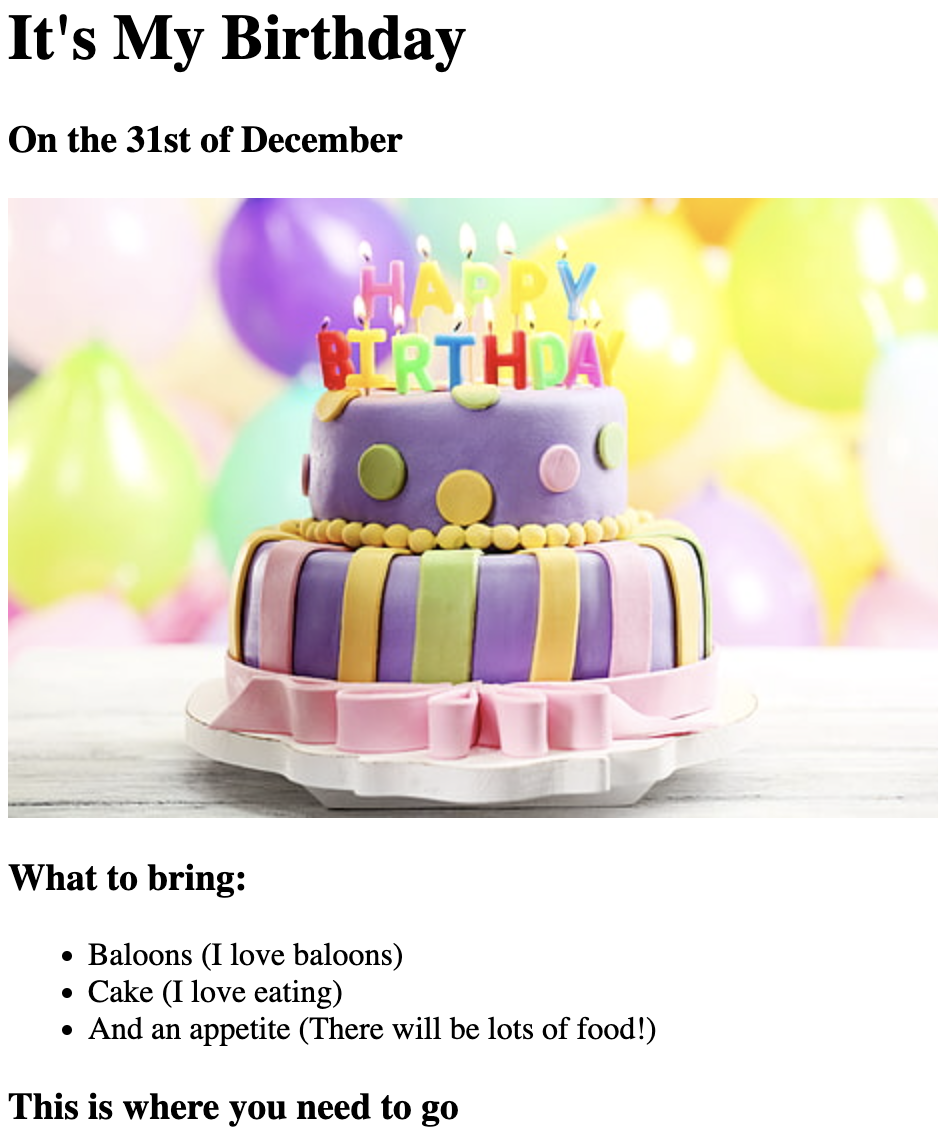 It's My Birthday
On the 31st of December
HAPPY
BIRTHDAY
What to bring:
Baloons (I love baloons)
Cake (I love eating)
And an appetite (There will be lots of food!)
This is where you need to go